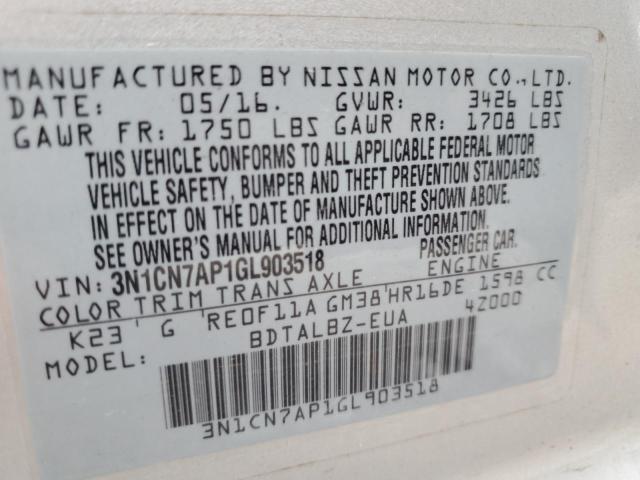 MANUFACTURED BY NISSAN MOTOR CO.,LTD.
DATE: 05/16. GVWR: 3426 LBS
GAWR FR: 1750 LBS GAWR RR: 1708 LBS
THIS VEHICLE CONFORMS TO ALL APPLICABLE FEDERAL MOTOR
VEHICLE SAFETY, BUMPER AND THEFT PREVENTION STANDARDS
IN EFFECT ON THE DATE OF MANUFACTURE SHOWN ABOVE.
SEE OWNER'S MANUAL FOR ADDITIONAL INFORMATION.
VIN: 3N1CN7AP1GL903518 PASSENGER CAR.
COLOR TRIM TRANS AXLE ENGINE
K23 G RE0F11A GM38 HR16DE 1598 CC
MODEL: BDTALBZ-EUA 4Z000
3N1CN7AP1GL903518